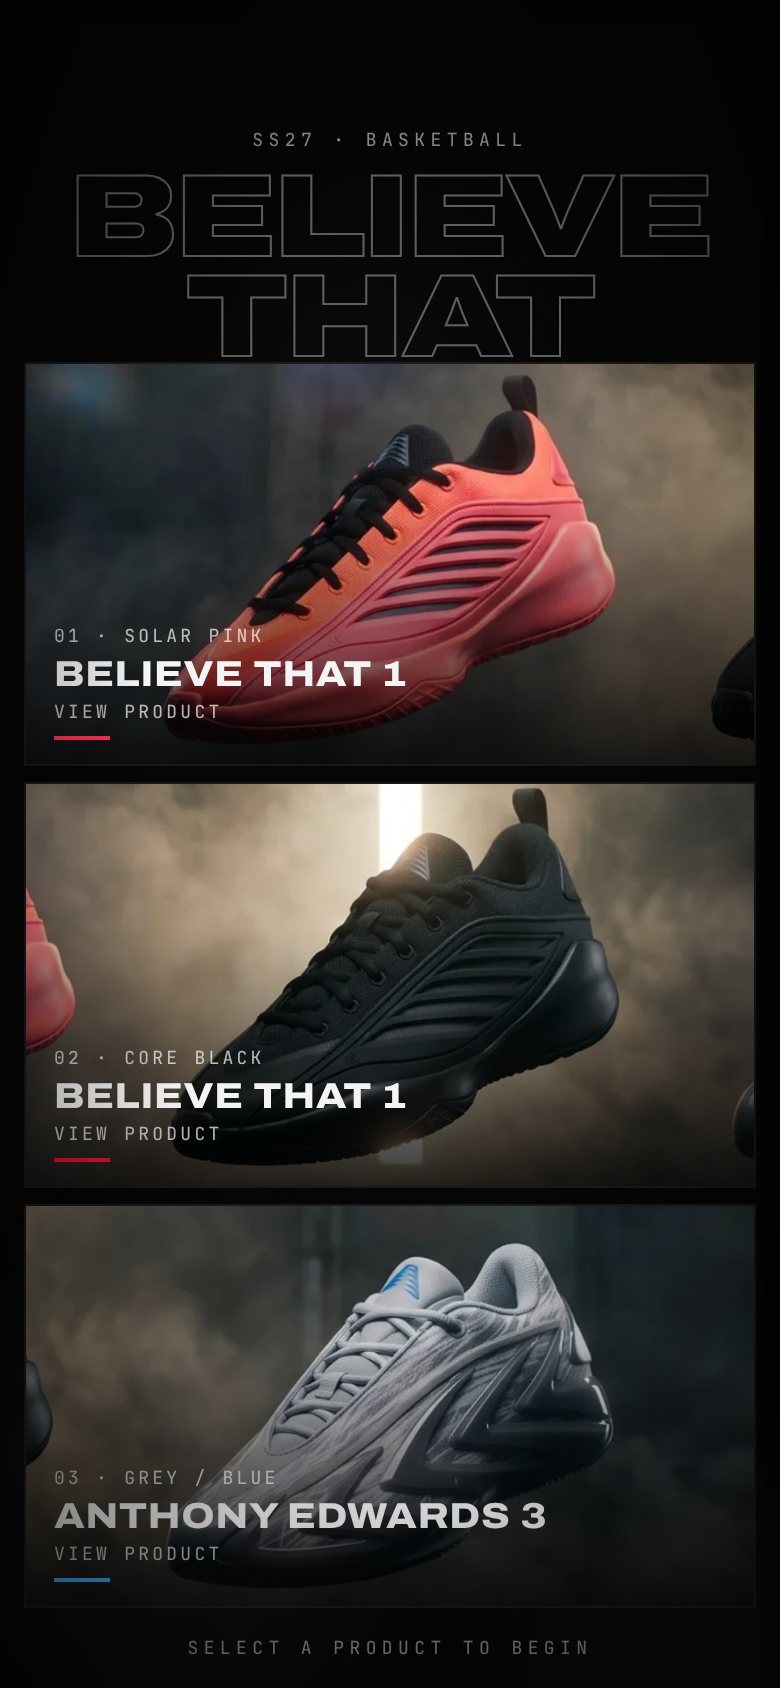 SS27 · BASKETBALL
BELIEVE
THAT
01 · SOLAR PINK
BELIEVE THAT 1
VIEW PRODUCT
02 · CORE BLACK
BELIEVE THAT 1
VIEW PRODUCT
03 · GREY / BLUE
ANTHONY EDWARDS 3
VIEW PRODUCT
SELECT A PRODUCT TO BEGIN